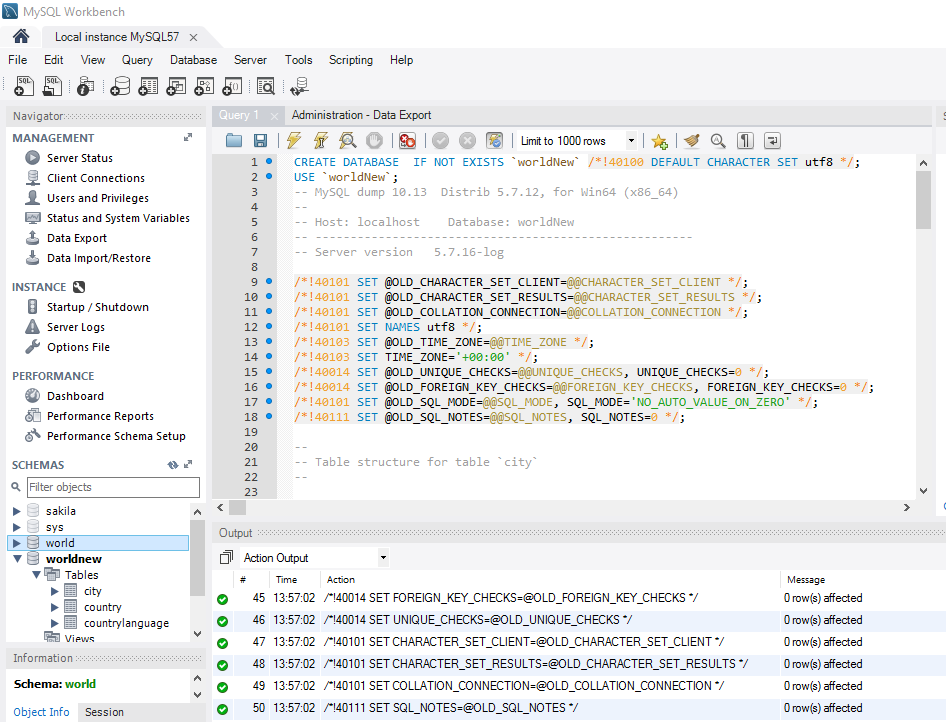 MySQL Workbench
Local instance MySQL57
File Edit View Query Database Server Tools Scripting Help
Navigator
MANAGEMENT
Server Status
Client Connections
Users and Privileges
Status and System Variables
Data Export
Data Import/Restore
INSTANCE
Startup / Shutdown
Server Logs
Options File
PERFORMANCE
Dashboard
Performance Reports
Performance Schema Setup
SCHEMAS
Filter objects
sakila
sys
world
worldnew
Tables
city
country
countrylanguage
Views
Information
Schema: world
Object Info Session
Query 1 Administration - Data Export
Limit to 1000 rows
1 CREATE DATABASE  IF NOT EXISTS `worldNew` /*!40100 DEFAULT CHARACTER SET utf8 */;
2 USE `worldNew`;
3 -- MySQL dump 10.13  Distrib 5.7.12, for Win64 (x86_64)
4 --
5 -- Host: localhost    Database: worldNew
6 -- ------------------------------------------------------
7 -- Server version	5.7.16-log
8
9 /*!40101 SET @OLD_CHARACTER_SET_CLIENT=@@CHARACTER_SET_CLIENT */;
10 /*!40101 SET @OLD_CHARACTER_SET_RESULTS=@@CHARACTER_SET_RESULTS */;
11 /*!40101 SET @OLD_COLLATION_CONNECTION=@@COLLATION_CONNECTION */;
12 /*!40101 SET NAMES utf8 */;
13 /*!40103 SET @OLD_TIME_ZONE=@@TIME_ZONE */;
14 /*!40103 SET TIME_ZONE='+00:00' */;
15 /*!40014 SET @OLD_UNIQUE_CHECKS=@@UNIQUE_CHECKS, UNIQUE_CHECKS=0 */;
16 /*!40014 SET @OLD_FOREIGN_KEY_CHECKS=@@FOREIGN_KEY_CHECKS, FOREIGN_KEY_CHECKS=0 */;
17 /*!40101 SET @OLD_SQL_MODE=@@SQL_MODE, SQL_MODE='NO_AUTO_VALUE_ON_ZERO' */;
18 /*!40111 SET @OLD_SQL_NOTES=@@SQL_NOTES, SQL_NOTES=0 */;
19
20 --
21 -- Table structure for table `city`
22 --
23
Output
Action Output
# Time Action Message
45 13:57:02 /*!40014 SET FOREIGN_KEY_CHECKS=@OLD_FOREIGN_KEY_CHECKS */ 0 row(s) affected
46 13:57:02 /*!40014 SET UNIQUE_CHECKS=@OLD_UNIQUE_CHECKS */ 0 row(s) affected
47 13:57:02 /*!40101 SET CHARACTER_SET_CLIENT=@OLD_CHARACTER_SET_CLIENT */ 0 row(s) affected
48 13:57:02 /*!40101 SET CHARACTER_SET_RESULTS=@OLD_CHARACTER_SET_RESULTS */ 0 row(s) affected
49 13:57:02 /*!40101 SET COLLATION_CONNECTION=@OLD_COLLATION_CONNECTION */ 0 row(s) affected
50 13:57:02 /*!40111 SET SQL_NOTES=@OLD_SQL_NOTES */ 0 row(s) affected